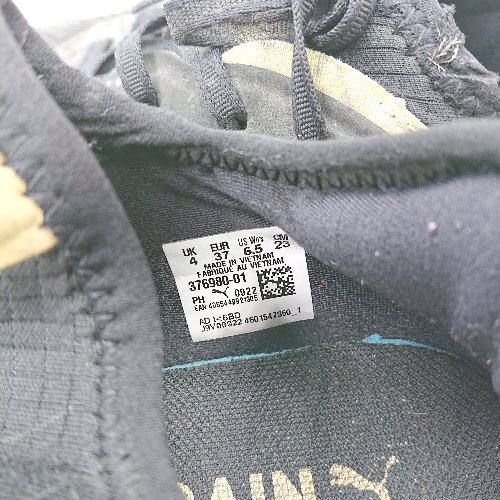 UK EUR US Wo's CM
4 37 6.5 23
MADE IN VIETNAM
FABRIQUÉ AU VIETNAM
376980-01
PH 0922
RAIN